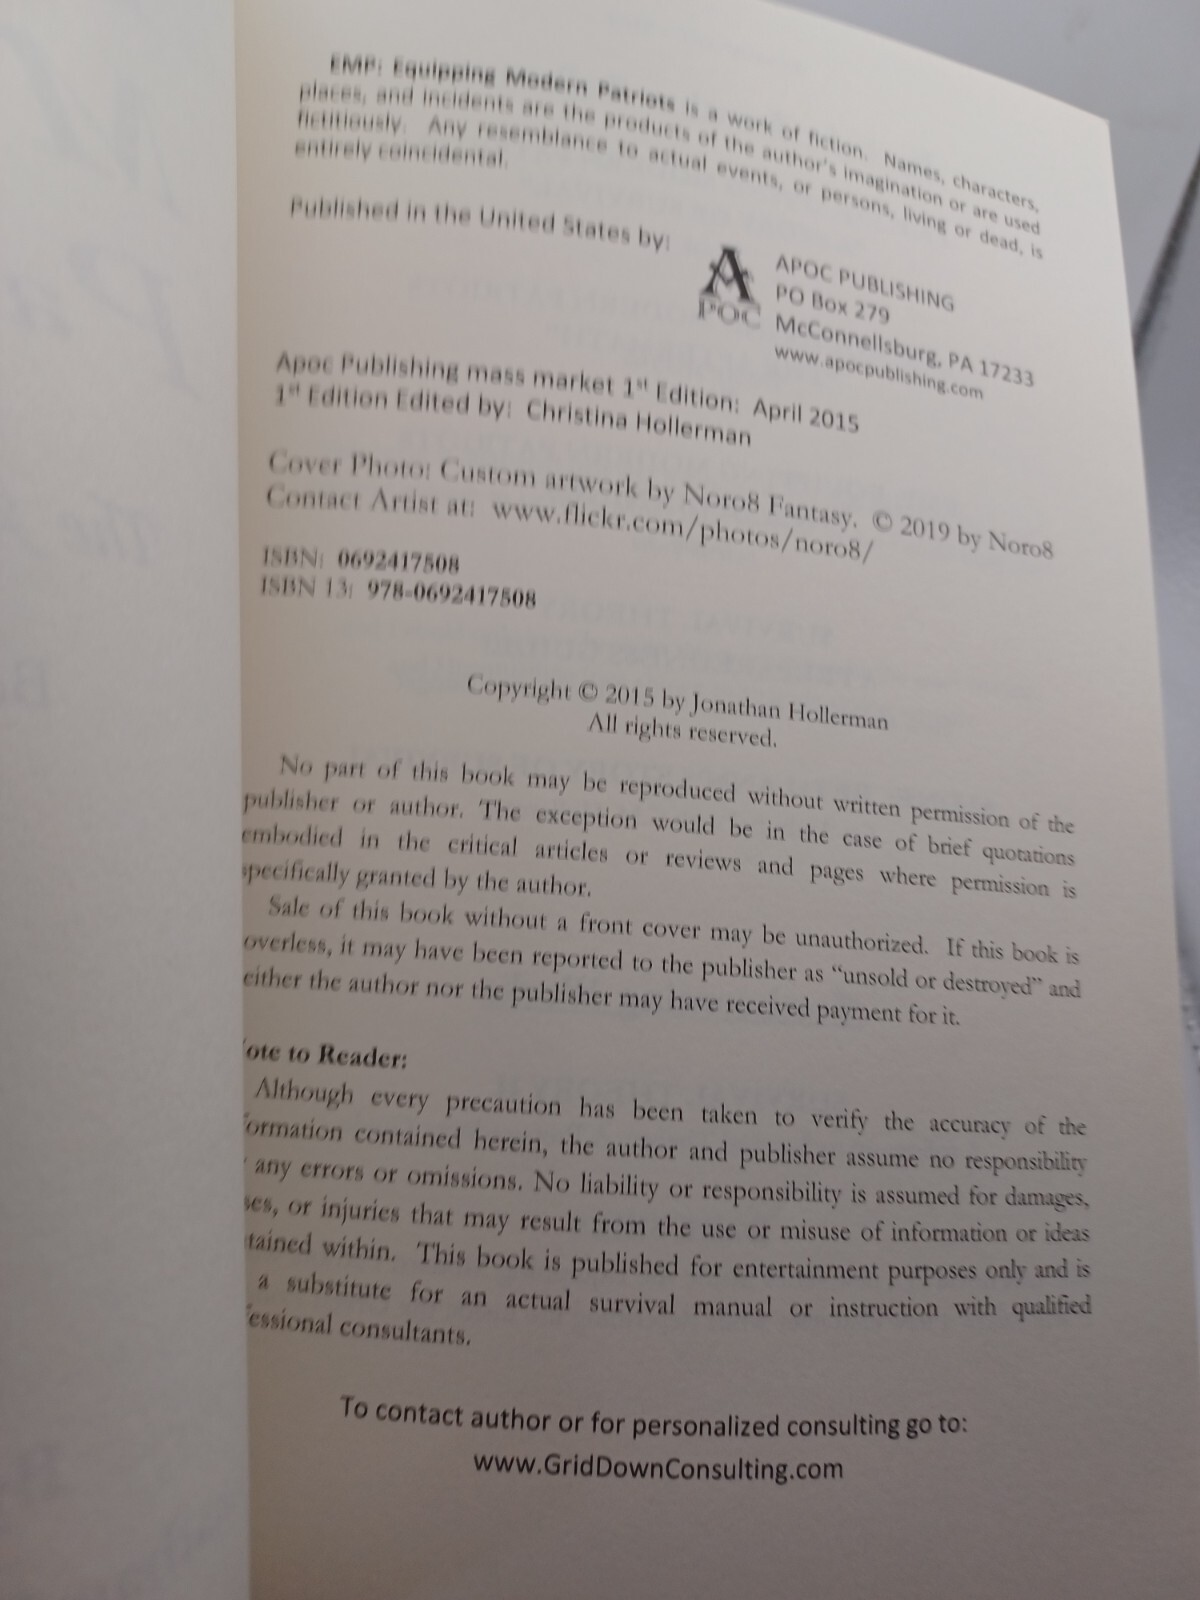 EMP: Equipping Modern Patriots is a work of fiction. Names, characters,
places, and incidents are the products of the author's imagination or are used
fictitiously. Any resemblance to actual events, or persons, living or dead, is
entirely coincidental.
Published in the United States by:
A
POC
APOC PUBLISHING
PO Box 279
McConnellsburg, PA 17233
www.apocpublishing.com
Apoc Publishing mass market 1st Edition: April 2015
1st Edition Edited by: Christina Hollerman
Cover Photo: Custom artwork by Noro8 Fantasy. © 2019 by Noro8
Contact Artist at: www.flickr.com/photos/noro8/
ISBN: 0692417508
ISBN 13: 978-0692417508
Copyright © 2015 by Jonathan Hollerman
All rights reserved.
No part of this book may be reproduced without written permission of the
publisher or author. The exception would be in the case of brief quotations
embodied in the critical articles or reviews and pages where permission is
specifically granted by the author.
Sale of this book without a front cover may be unauthorized. If this book is
overless, it may have been reported to the publisher as “unsold or destroyed” and
either the author nor the publisher may have received payment for it.
ote to Reader:
Although every precaution has been taken to verify the accuracy of the
formation contained herein, the author and publisher assume no responsibility
any errors or omissions. No liability or responsibility is assumed for damages,
ses, or injuries that may result from the use or misuse of information or ideas
tained within. This book is published for entertainment purposes only and is
a substitute for an actual survival manual or instruction with qualified
fessional consultants.
To contact author or for personalized consulting go to:
www.GridDownConsulting.com